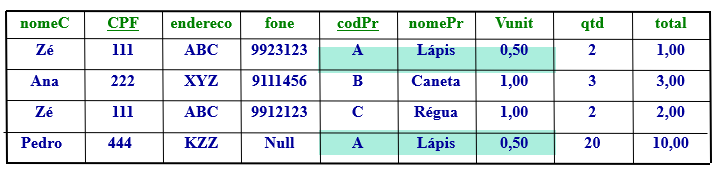 nomeC CPF endereco fone codPr nomePr Vunit qtd total
Zé 111 ABC 9923123 A Lápis 0,50 2 1,00
Ana 222 XYZ 9111456 B Caneta 1,00 3 3,00
Zé 111 ABC 9912123 C Régua 1,00 2 2,00
Pedro 444 KZZ Null A Lápis 0,50 20 10,00